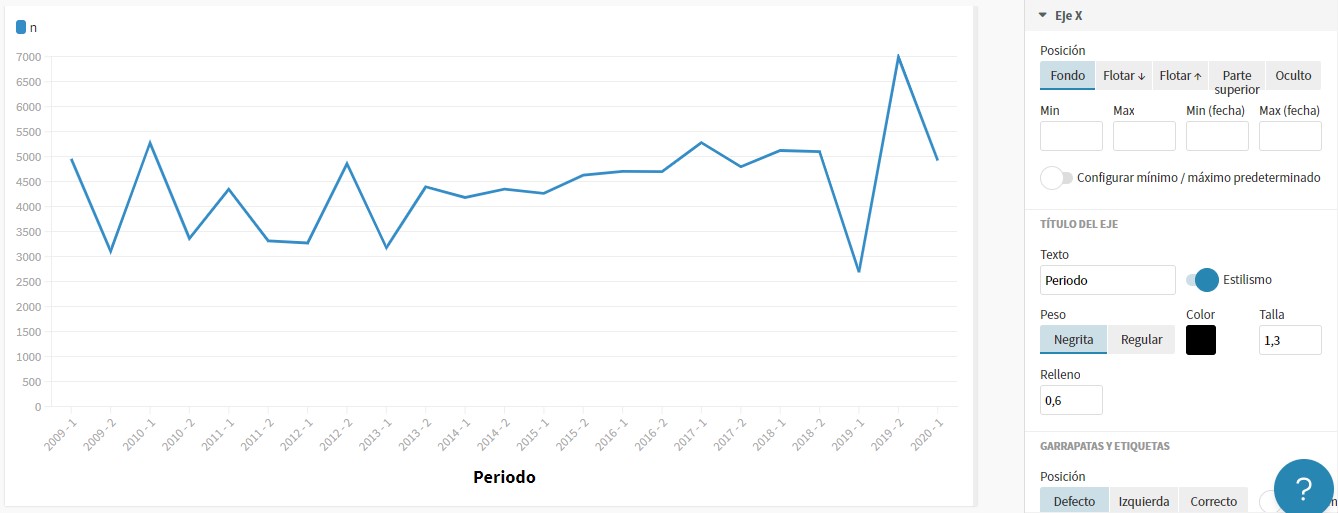 n
7000
6500
6000
5500
5000
4500
4000
3500
3000
2500
2000
1500
1000
500
0
2009 - 1
2009 - 2
2010 - 1
2010 - 2
2011 - 1
2011 - 2
2012 - 1
2012 - 2
2013 - 1
2013 - 2
2014 - 1
2014 - 2
2015 - 1
2015 - 2
2016 - 1
2016 - 2
2017 - 1
2017 - 2
2018 - 1
2018 - 2
2019 - 1
2019 - 2
2020 - 1
Periodo
Eje X
Posición
Fondo Flotar ↓ Flotar ↑ Parte superior Oculto
Min Max Min (fecha) Max (fecha)
Configurar mínimo / máximo predeterminado
TÍTULO DEL EJE
Texto
Periodo Estilismo
Peso Color Talla
Negrita Regular 1,3
Relleno
0,6
GARRAPATAS Y ETIQUETAS
Posición
Defecto Izquierda Correcto
?